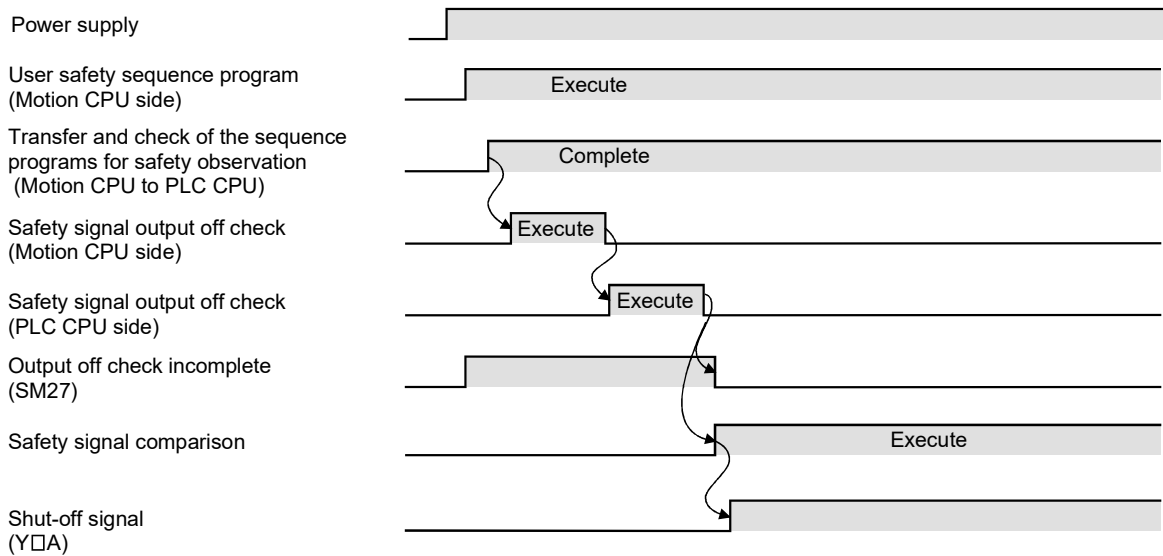 Power supply
User safety sequence program
(Motion CPU side)
Execute
Transfer and check of the sequence
programs for safety observation
(Motion CPU to PLC CPU)
Complete
Safety signal output off check
(Motion CPU side)
Execute
Safety signal output off check
(PLC CPU side)
Execute
Output off check incomplete
(SM27)
Safety signal comparison
Execute
Shut-off signal
(Y□A)